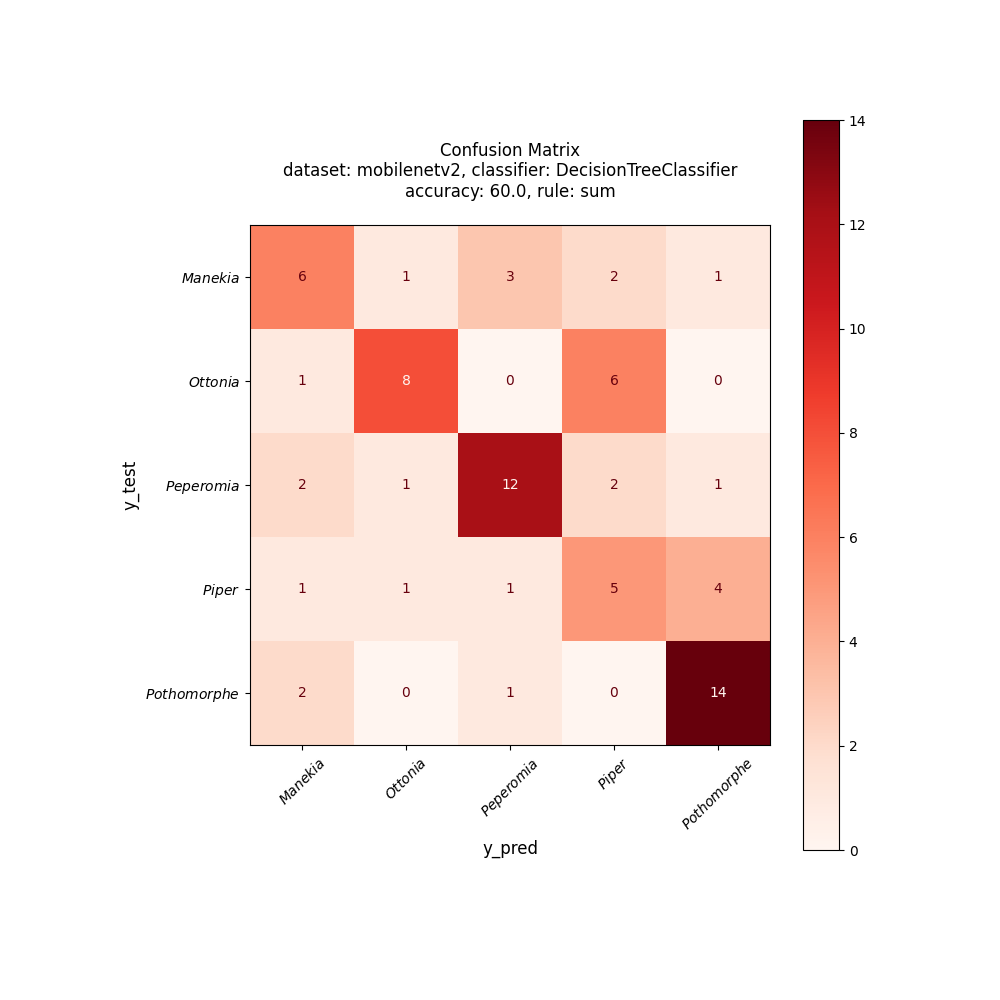 Confusion Matrix
dataset: mobilenetv2, classifier: DecisionTreeClassifier
accuracy: 60.0, rule: sum
Manekia 6 1 3 2 1
Ottonia 1 8 0 6 0
Peperomia 2 1 12 2 1
Piper 1 1 1 5 4
Pothomorphe 2 0 1 0 14
Manekia Ottonia Peperomia Piper Pothomorphe
y_pred
y_test
14
12
10
8
6
4
2
0